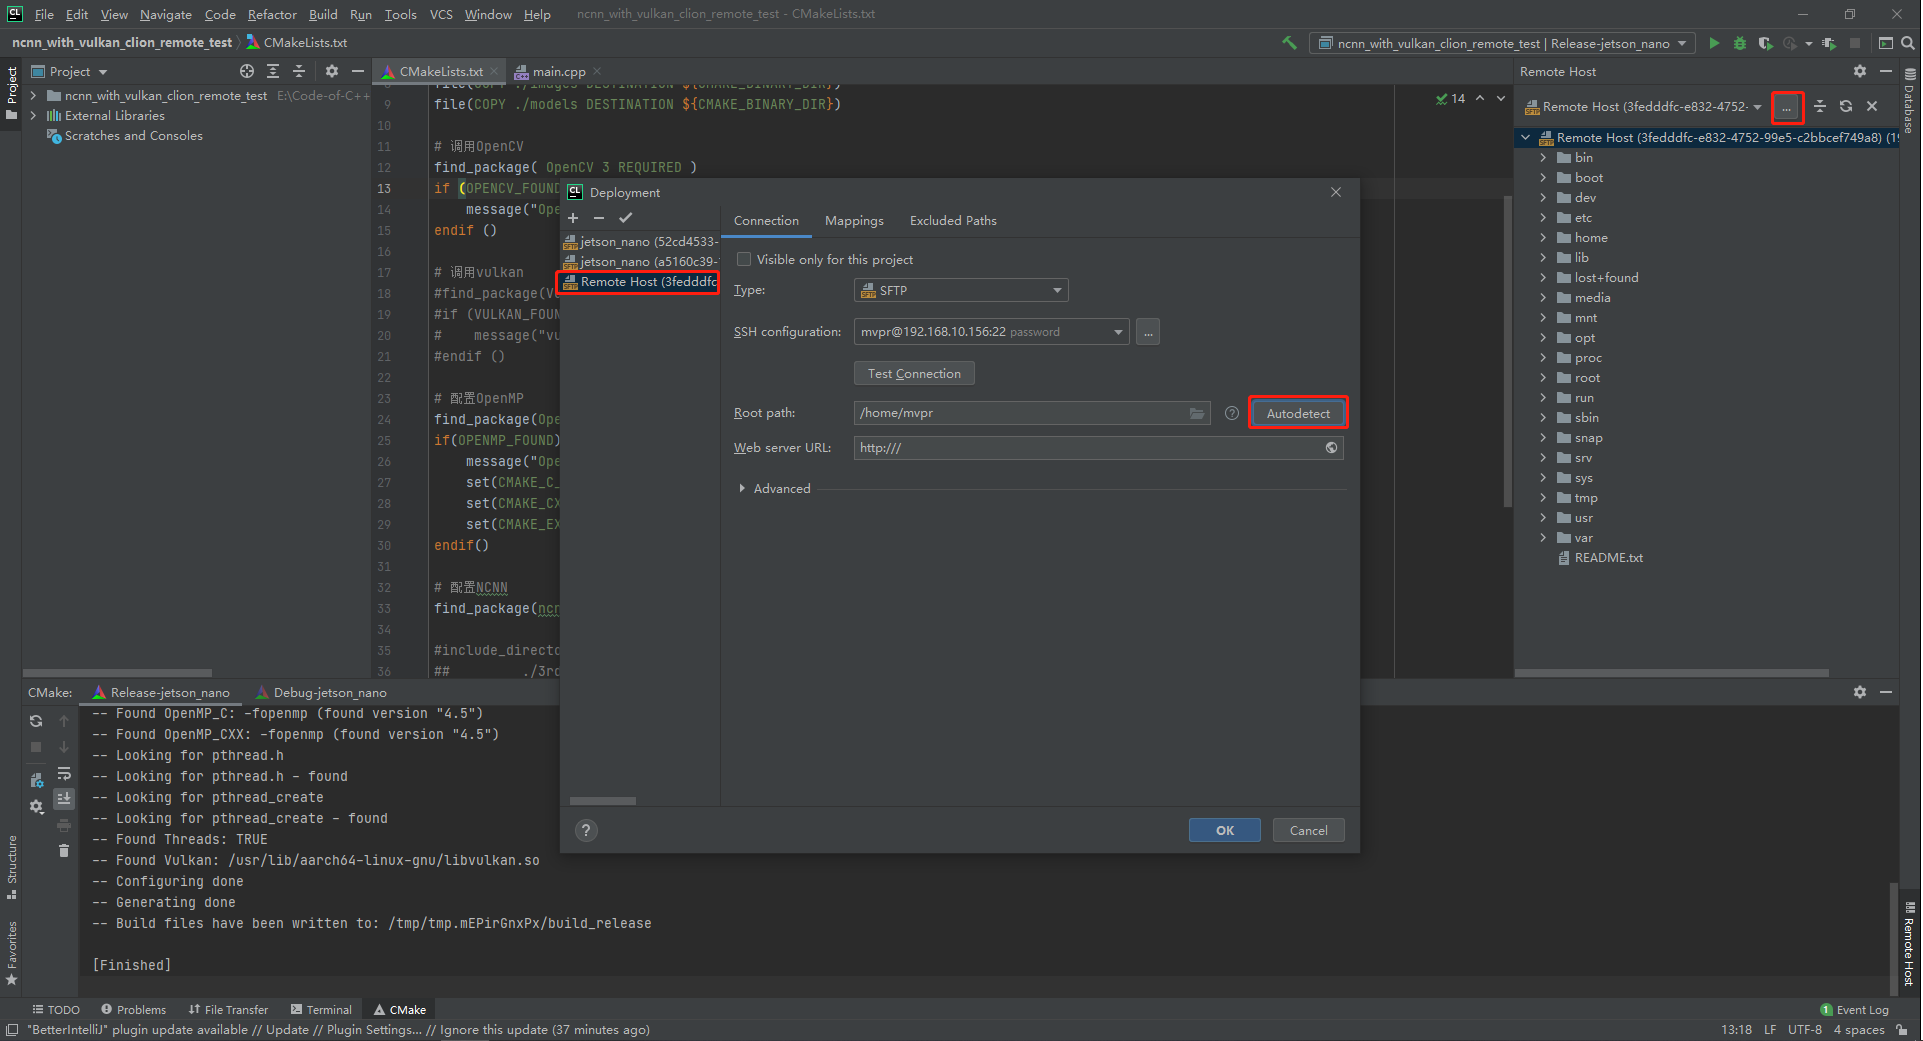 File Edit View Navigate Code Refactor Build Run Tools VCS Window Help ncnn_with_vulkan_clion_remote_test - CMakeLists.txt
ncnn_with_vulkan_clion_remote_test CMakeLists.txt
ncnn_with_vulkan_clion_remote_test | Release-jetson_nano
Project
Project
CMakeLists.txt main.cpp
ncnn_with_vulkan_clion_remote_test E:\Code-of-C++
External Libraries
Scratches and Consoles
14
9 file(COPY ./models DESTINATION ${CMAKE_BINARY_DIR})
10
11 # 调用OpenCV
12 find_package( OpenCV 3 REQUIRED )
13 if (OPENCV_FOUND
14 message("Ope
15 endif ()
16
17 # 调用vulkan
18 #find_package(V
19 #if (VULKAN_FOUN
20 # message("vu
21 #endif ()
22
23 # 配置OpenMP
24 find_package(Ope
25 if(OPENMP_FOUND)
26 message("Ope
27 set(CMAKE_C_
28 set(CMAKE_CX
29 set(CMAKE_EX
30 endif()
31
32 # 配置NCNN
33 find_package(ncn
34
35 #include_directo
36 ## ./3rd
Deployment
jetson_nano (52cd4533-
jetson_nano (a5160c39-
Remote Host (3fedddfc
Connection Mappings Excluded Paths
Visible only for this project
Type: SFTP
SSH configuration: mvpr@192.168.10.156:22 password ...
Test Connection
Root path: /home/mvpr Autodetect
Web server URL: http:///
Advanced
? OK Cancel
Remote Host
Remote Host (3fedddfc-e832-4752- ...
Remote Host (3fedddfc-e832-4752-99e5-c2bbcef749a8) (19
bin
boot
dev
etc
home
lib
lost+found
media
mnt
opt
proc
root
run
sbin
snap
srv
sys
tmp
usr
var
README.txt
Database
Remote Host
CMake: Release-jetson_nano Debug-jetson_nano
-- Found OpenMP_C: -fopenmp (found version "4.5")
-- Found OpenMP_CXX: -fopenmp (found version "4.5")
-- Looking for pthread.h
-- Looking for pthread.h - found
-- Looking for pthread_create
-- Looking for pthread_create - found
-- Found Threads: TRUE
-- Found Vulkan: /usr/lib/aarch64-linux-gnu/libvulkan.so
-- Configuring done
-- Generating done
-- Build files have been written to: /tmp/tmp.mEPirGnxPx/build_release
[Finished]
Structure
Favorites
TODO Problems File Transfer Terminal CMake 1 Event Log
"BetterIntelliJ" plugin update available // Update // Plugin Settings... // Ignore this update (37 minutes ago) 13:18 LF UTF-8 4 spaces